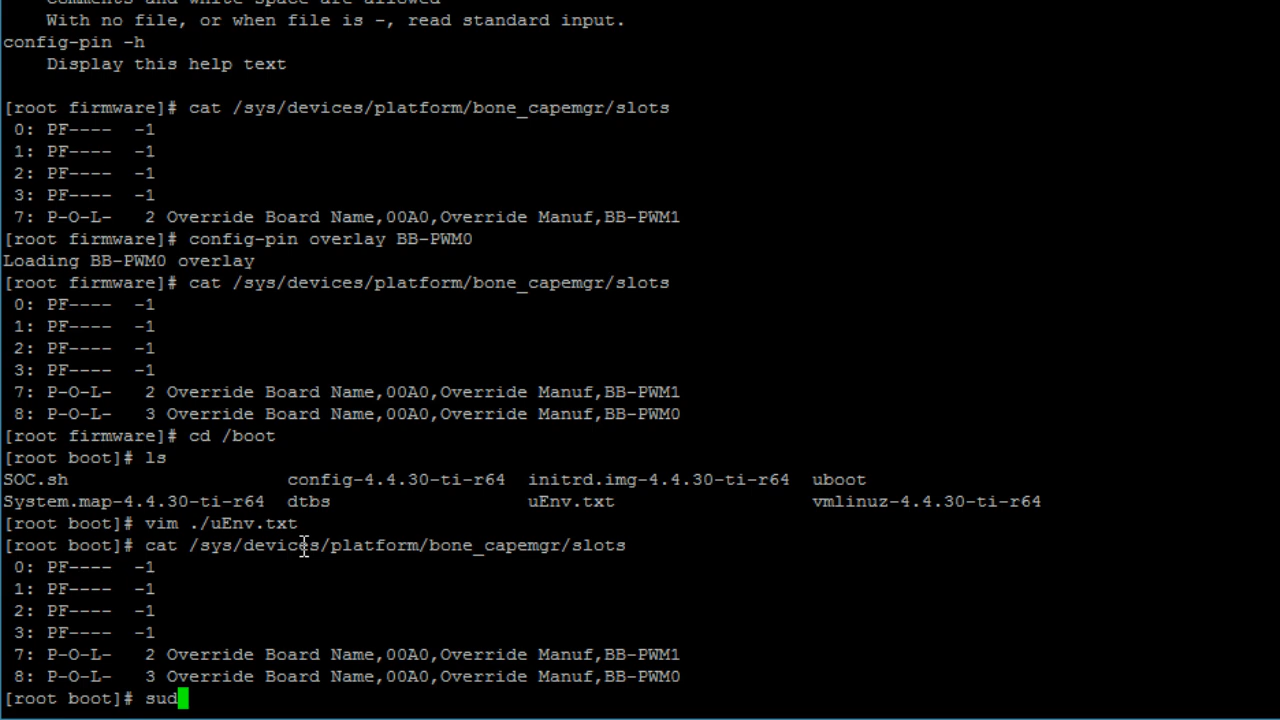 comments and white space are allowed
With no file, or when file is -, read standard input.
config-pin -h
Display this help text
[root firmware]# cat /sys/devices/platform/bone_capemgr/slots
0: PF---- -1
1: PF---- -1
2: PF---- -1
3: PF---- -1
7: P-O-L- 2 Override Board Name,00A0,Override Manuf,BB-PWM1
[root firmware]# config-pin overlay BB-PWM0
Loading BB-PWM0 overlay
[root firmware]# cat /sys/devices/platform/bone_capemgr/slots
0: PF---- -1
1: PF---- -1
2: PF---- -1
3: PF---- -1
7: P-O-L- 2 Override Board Name,00A0,Override Manuf,BB-PWM1
8: P-O-L- 3 Override Board Name,00A0,Override Manuf,BB-PWM0
[root firmware]# cd /boot
[root boot]# ls
SOC.sh config-4.4.30-ti-r64 initrd.img-4.4.30-ti-r64 uboot
System.map-4.4.30-ti-r64 dtbs uEnv.txt vmlinuz-4.4.30-ti-r64
[root boot]# vim ./uEnv.txt
[root boot]# cat /sys/devices/platform/bone_capemgr/slots
0: PF---- -1
1: PF---- -1
2: PF---- -1
3: PF---- -1
7: P-O-L- 2 Override Board Name,00A0,Override Manuf,BB-PWM1
8: P-O-L- 3 Override Board Name,00A0,Override Manuf,BB-PWM0
[root boot]# sud